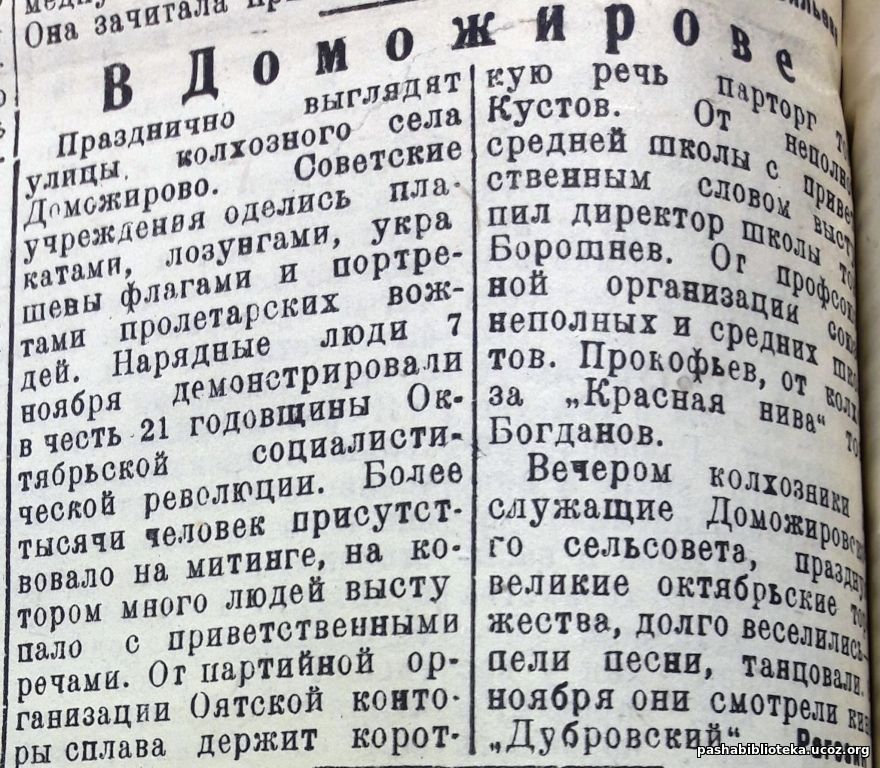 Она зачитала
В Доможирове
Празднично выглядят
улицы колхозного села
Доможирово. Советские
учреждения оделись пла-
катами, лозунгами, укра
шены флагами и портре-
тами пролетарских вож-
дей. Нарядные люди 7
ноября демонстрировали
в честь 21 годовщины Ок-
тябрьской социалисти-
ческой революции. Более
тысячи человек присутст-
вовало на митинге, на ко-
тором много людей высту
пало с приветственными
речами. От партийной ор-
ганизации Оятской конто-
ры сплава держит корот-
кую речь парторг
Кустов. От
средней школы с
ственным словом
пил директор школы
Борошнев. От
ной организации
неполных и средних
тов. Прокофьев, от
за „Красная нива“
Богданов.
Вечером колхозники
служащие
го сельсовета,
великие октябрьские
жества, долго веселились-
пели песни, танцовали.
ноября они смотрели
„Дубровский“
pashabiblioteka.ucoz.org